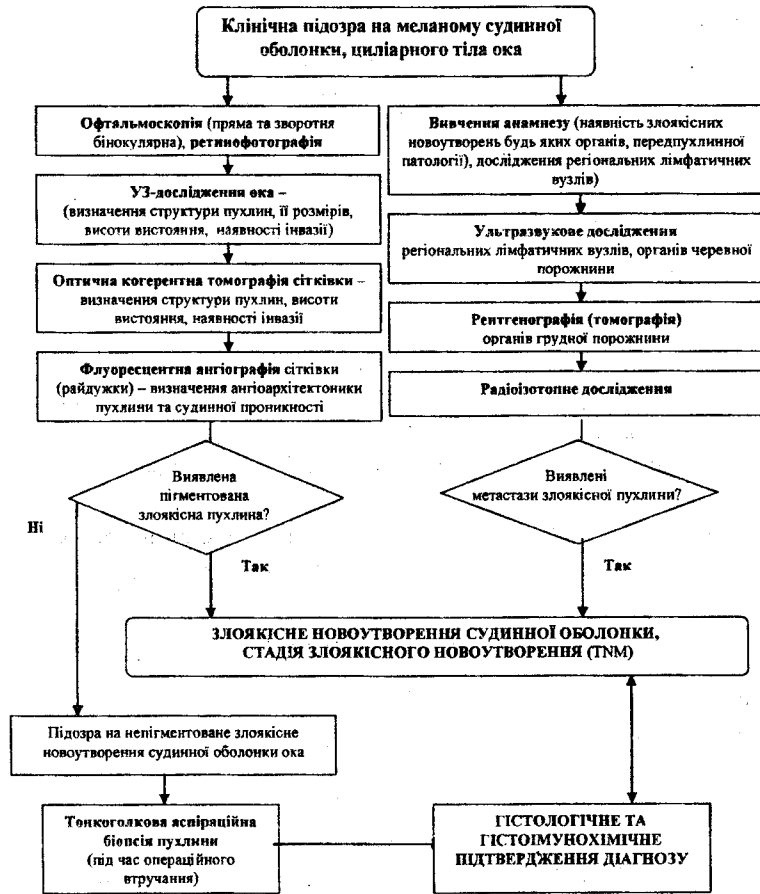 Клінічна підозра на меланому судинної
оболонки, циліарного тіла ока
Офтальмоскопія (пряма та зворотня
бінокулярна), ретинофотографія
УЗ-дослідження ока –
(визначення структури пухлин, її розмірів,
висоти вистояння, наявності інвазії)
Оптична когерентна томографія сітківки –
визначення структури пухлин, висоти
вистояння, наявності інвазії
Флуоресцентна ангіографія сітківки
(райдужки) – визначення ангіоархітектоники
пухлини та судинної проникності
Виявлена
пігментована
злоякісна пухлина?
Ні
Так
Вивчення анамнезу (наявність злоякісних
новоутворень будь яких органів, передпухлинної
патології), дослідження регіональних лімфатичних
вузлів)
Ультразвукове дослідження
регіональних лімфатичних вузлів, органів черевної
порожнини
Рентгенографія (томографія)
органів грудної порожнини
Радіоізотопне дослідження
Виявлені
метастази злоякісної пухлини?
Так
ЗЛОЯКІСНЕ НОВОУТВОРЕННЯ СУДИННОЇ ОБОЛОНКИ,
СТАДІЯ ЗЛОЯКІСНОГО НОВОУТВОРЕННЯ (TNM)
Підозра на непігментоване злоякісне
новоутворення судинної оболонки ока
Тонкоголкова аспіраційна
біопсія пухлини
(під час операційного
втручання)
ГІСТОЛОГІЧНЕ ТА
ГІСТОІМУНОХІМІЧНЕ
ПІДТВЕРДЖЕННЯ ДІАГНОЗУ